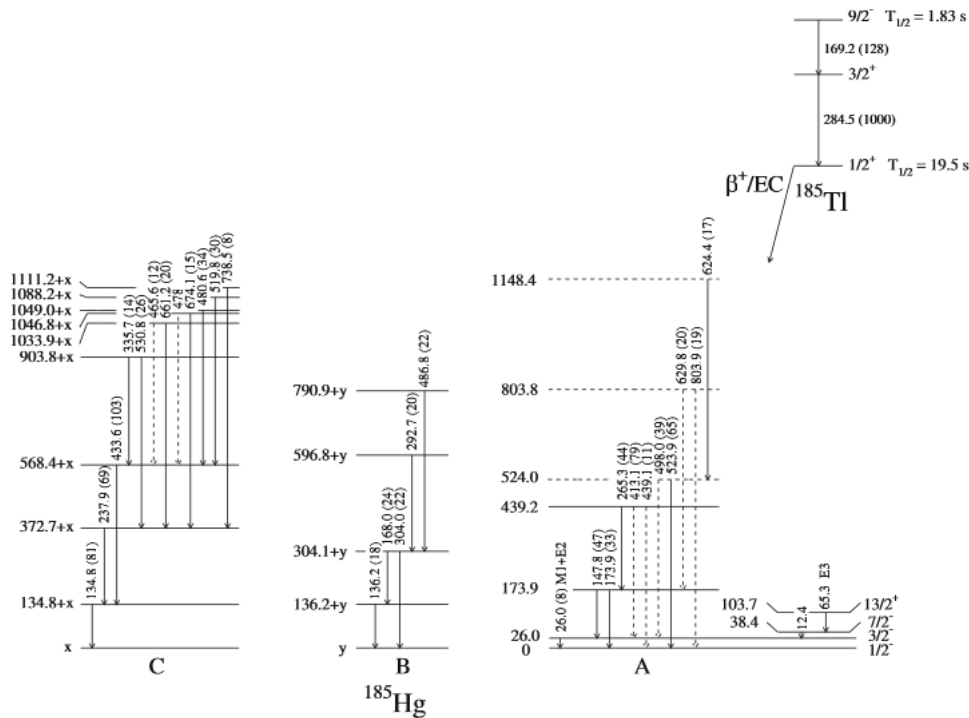 9/2⁻ T₁/₂ = 1.83 s
169.2 (128)
3/2⁺
284.5 (1000)
1/2⁺ T₁/₂ = 19.5 s
β⁺/EC
¹⁸⁵Tl
1111.2+x
1088.2+x
1049.0+x
1046.8+x
1033.9+x
903.8+x
568.4+x
372.7+x
134.8+x
x
134.8 (81)
237.9 (69)
433.6 (103)
335.7 (14)
530.8 (26)
465.6 (12)
661.2 (20)
478
674.1 (15)
480.6 (34)
519.8 (30)
738.5 (8)
C
790.9+y
596.8+y
304.1+y
136.2+y
y
136.2 (18)
168.0 (24)
304.0 (22)
292.7 (20)
486.8 (22)
B
¹⁸⁵Hg
1148.4
803.8
524.0
439.2
173.9
26.0
0
26.0 (8) M1+E2
147.8 (47)
173.9 (33)
265.3 (44)
413.1 (79)
439.1 (11)
498.0 (39)
523.9 (65)
629.8 (20)
803.9 (19)
624.4 (17)
103.7
38.4
12.4
65.3 E3
13/2⁺
7/2⁻
3/2⁻
1/2⁻
A